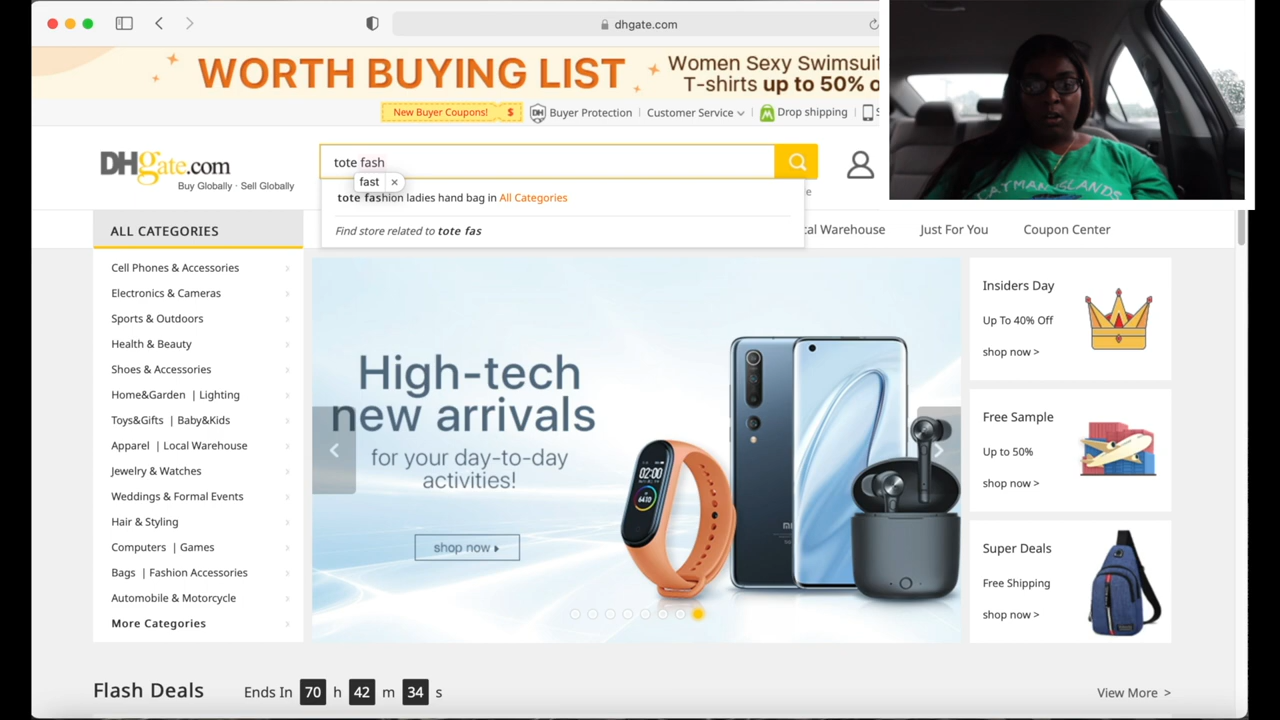 dhgate.com
WORTH BUYING LIST
Women Sexy Swimsuit
T-shirts up to 50% o
New Buyer Coupons! $
DH Buyer Protection
Customer Service
Drop shipping
DHgate.com
Buy Globally · Sell Globally
tote fash
fast ×
tote fashion ladies hand bag in All Categories
Find store related to tote fas
ALL CATEGORIES
cal Warehouse
Just For You
Coupon Center
Cell Phones & Accessories
Electronics & Cameras
Sports & Outdoors
Health & Beauty
Shoes & Accessories
Home&Garden | Lighting
Toys&Gifts | Baby&Kids
Apparel | Local Warehouse
Jewelry & Watches
Weddings & Formal Events
Hair & Styling
Computers | Games
Bags | Fashion Accessories
Automobile & Motorcycle
More Categories
High-tech
new arrivals
for your day-to-day
activities!
shop now
02:00
Insiders Day
Up To 40% Off
shop now >
Free Sample
Up to 50%
shop now >
Super Deals
Free Shipping
shop now >
Flash Deals
Ends In 70 h 42 m 34 s
View More >
CAYMAN ISLANDS